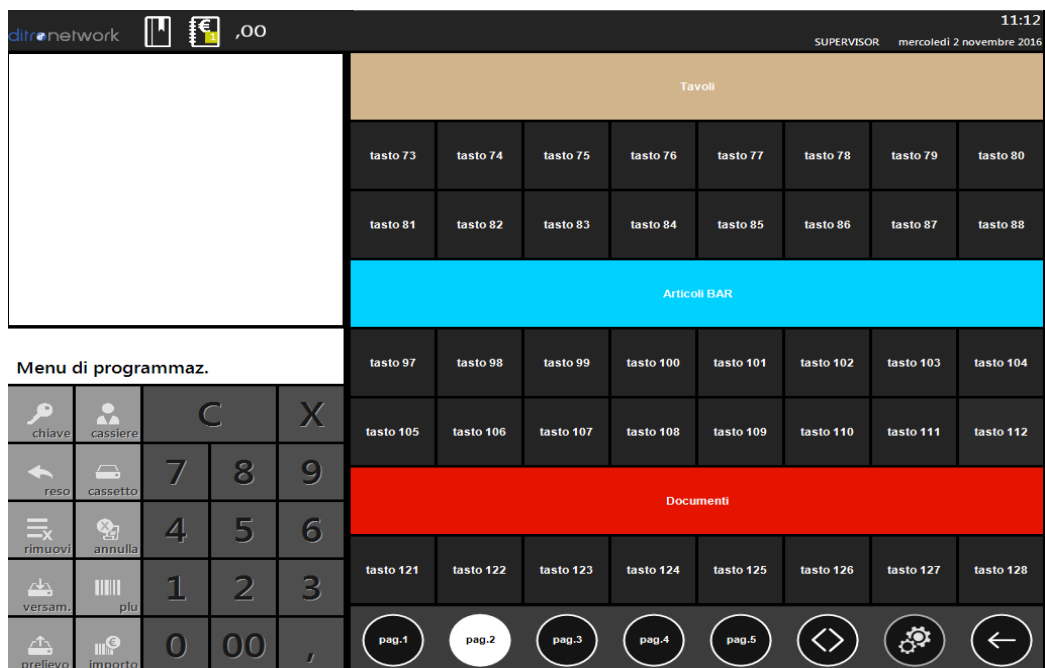 ditronetwork
,00
1
11:12
SUPERVISOR mercoledì 2 novembre 2016
Tavoli
tasto 73 tasto 74 tasto 75 tasto 76 tasto 77 tasto 78 tasto 79 tasto 80
tasto 81 tasto 82 tasto 83 tasto 84 tasto 85 tasto 86 tasto 87 tasto 88
Articoli BAR
tasto 97 tasto 98 tasto 99 tasto 100 tasto 101 tasto 102 tasto 103 tasto 104
tasto 105 tasto 106 tasto 107 tasto 108 tasto 109 tasto 110 tasto 111 tasto 112
Documenti
tasto 121 tasto 122 tasto 123 tasto 124 tasto 125 tasto 126 tasto 127 tasto 128
pag.1 pag.2 pag.3 pag.4 pag.5
Menu di programmaz.
chiave cassiere C X
reso cassetto 7 8 9
rimuovi annulla 4 5 6
versam. plu 1 2 3
prelievo importo 0 00 ,